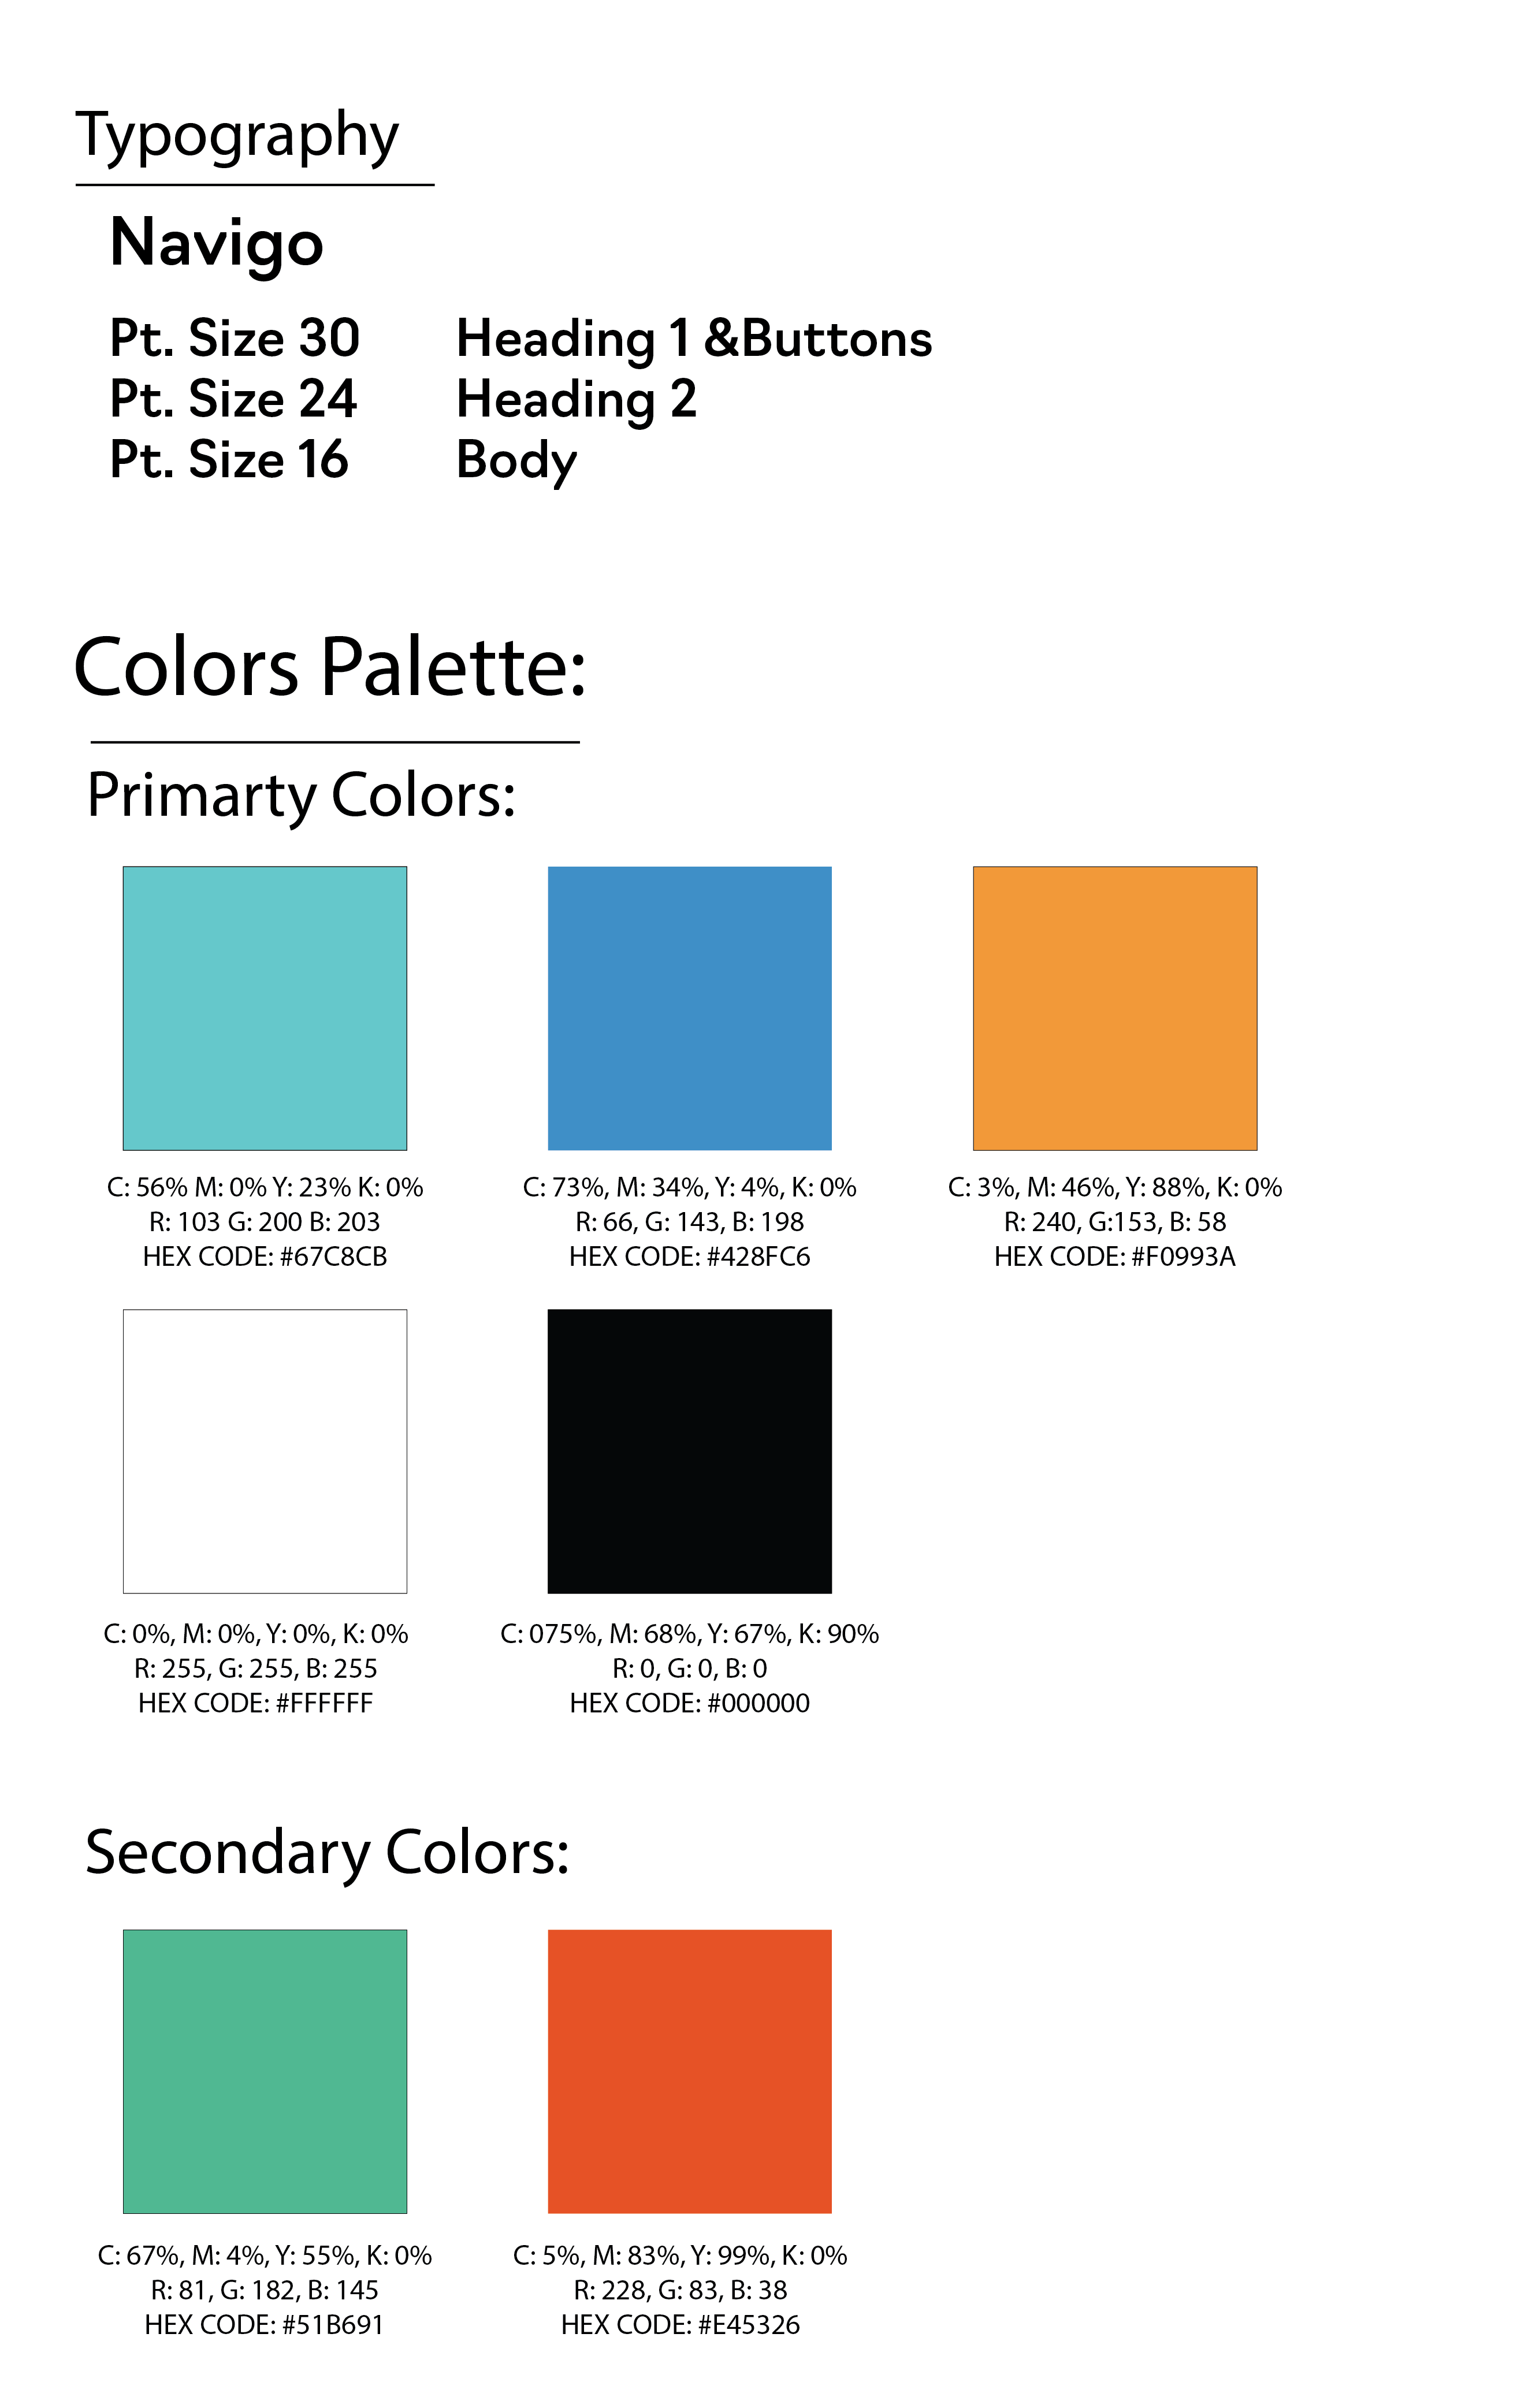 Typography
Navigo
Pt. Size 30 Heading 1 &Buttons
Pt. Size 24 Heading 2
Pt. Size 16 Body
Colors Palette:
Primarty Colors:
C: 56% M: 0% Y: 23% K: 0%
R: 103 G: 200 B: 203
HEX CODE: #67C8CB
C: 73%, M: 34%, Y: 4%, K: 0%
R: 66, G: 143, B: 198
HEX CODE: #428FC6
C: 3%, M: 46%, Y: 88%, K: 0%
R: 240, G:153, B: 58
HEX CODE: #F0993A
C: 0%, M: 0%, Y: 0%, K: 0%
R: 255, G: 255, B: 255
HEX CODE: #FFFFFF
C: 075%, M: 68%, Y: 67%, K: 90%
R: 0, G: 0, B: 0
HEX CODE: #000000
Secondary Colors:
C: 67%, M: 4%, Y: 55%, K: 0%
R: 81, G: 182, B: 145
HEX CODE: #51B691
C: 5%, M: 83%, Y: 99%, K: 0%
R: 228, G: 83, B: 38
HEX CODE: #E45326